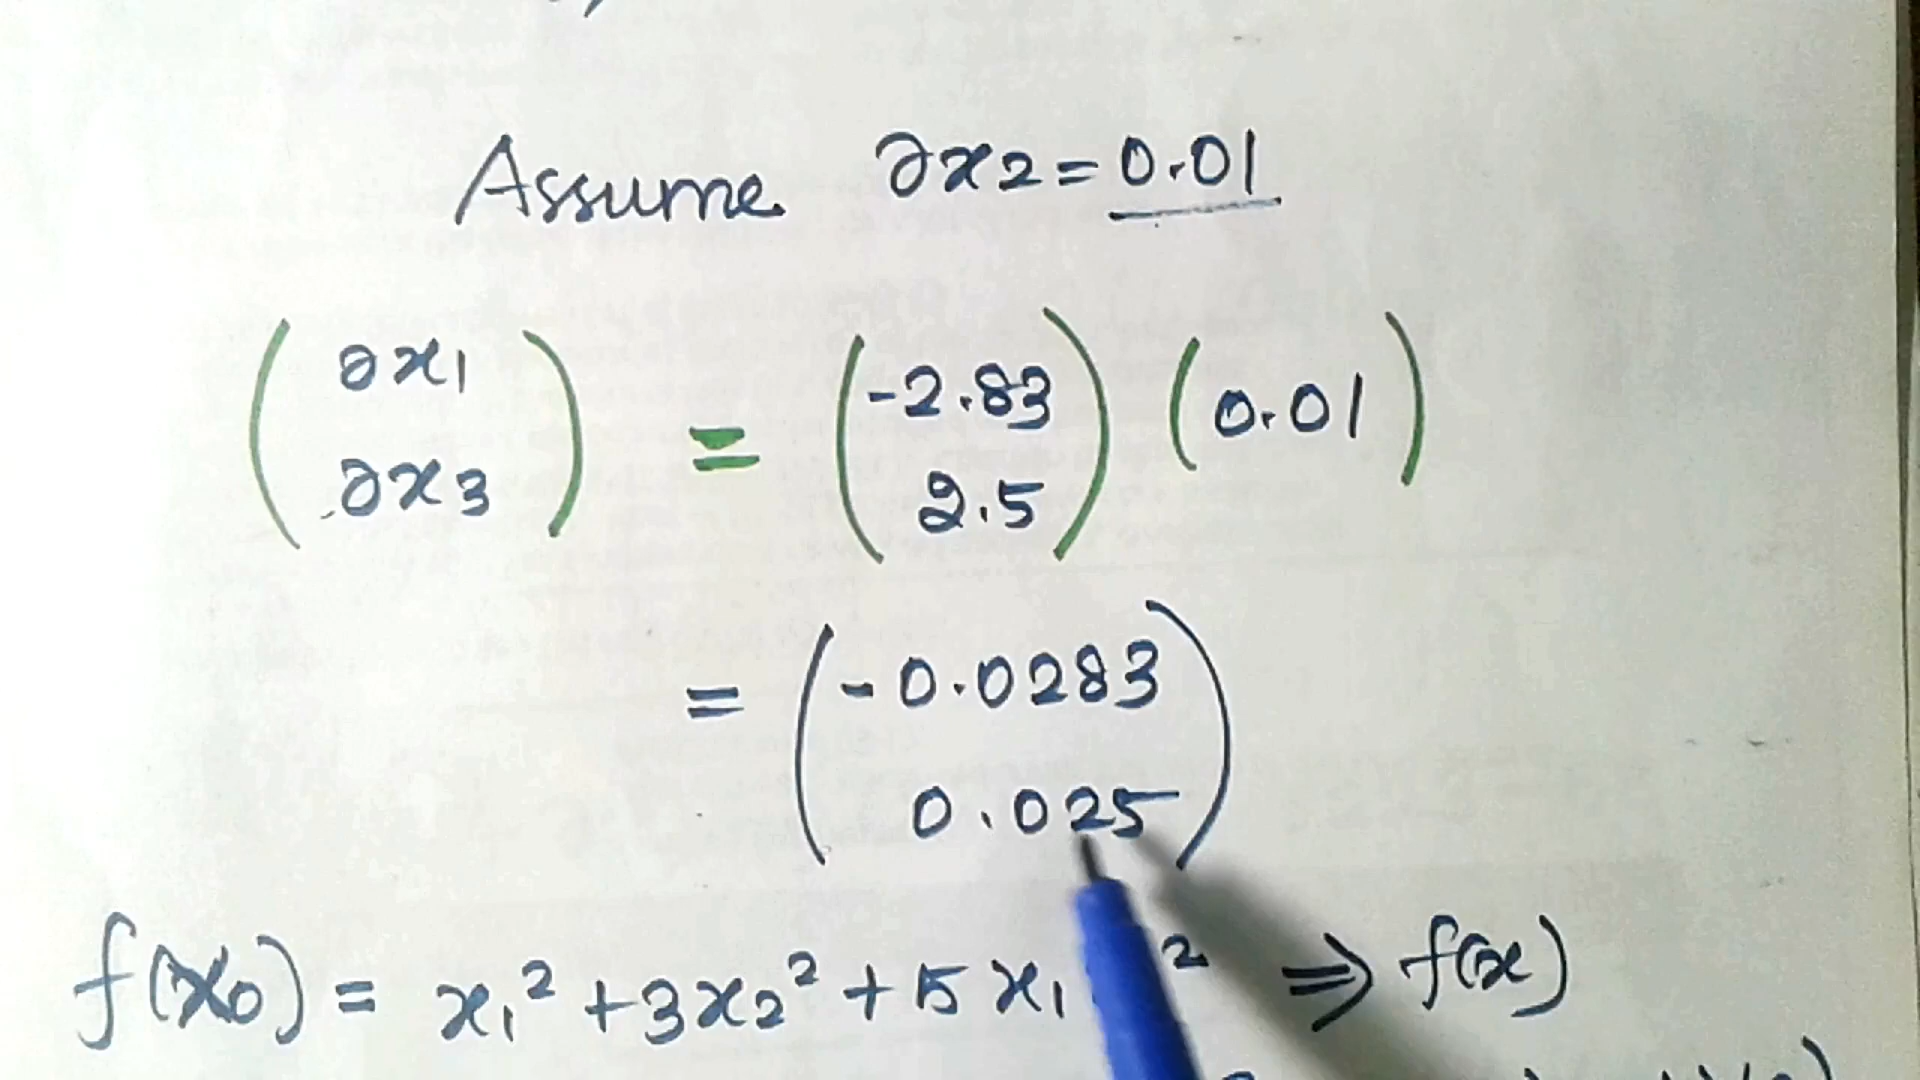 Assume ∂x2 = 0.01
(∂x1 ∂x3) = (-2.83 2.5) (0.01)
= (-0.0283 0.025)
f(x0) = x1² + 3x2² + 5x1 ² ⇒ f(x)